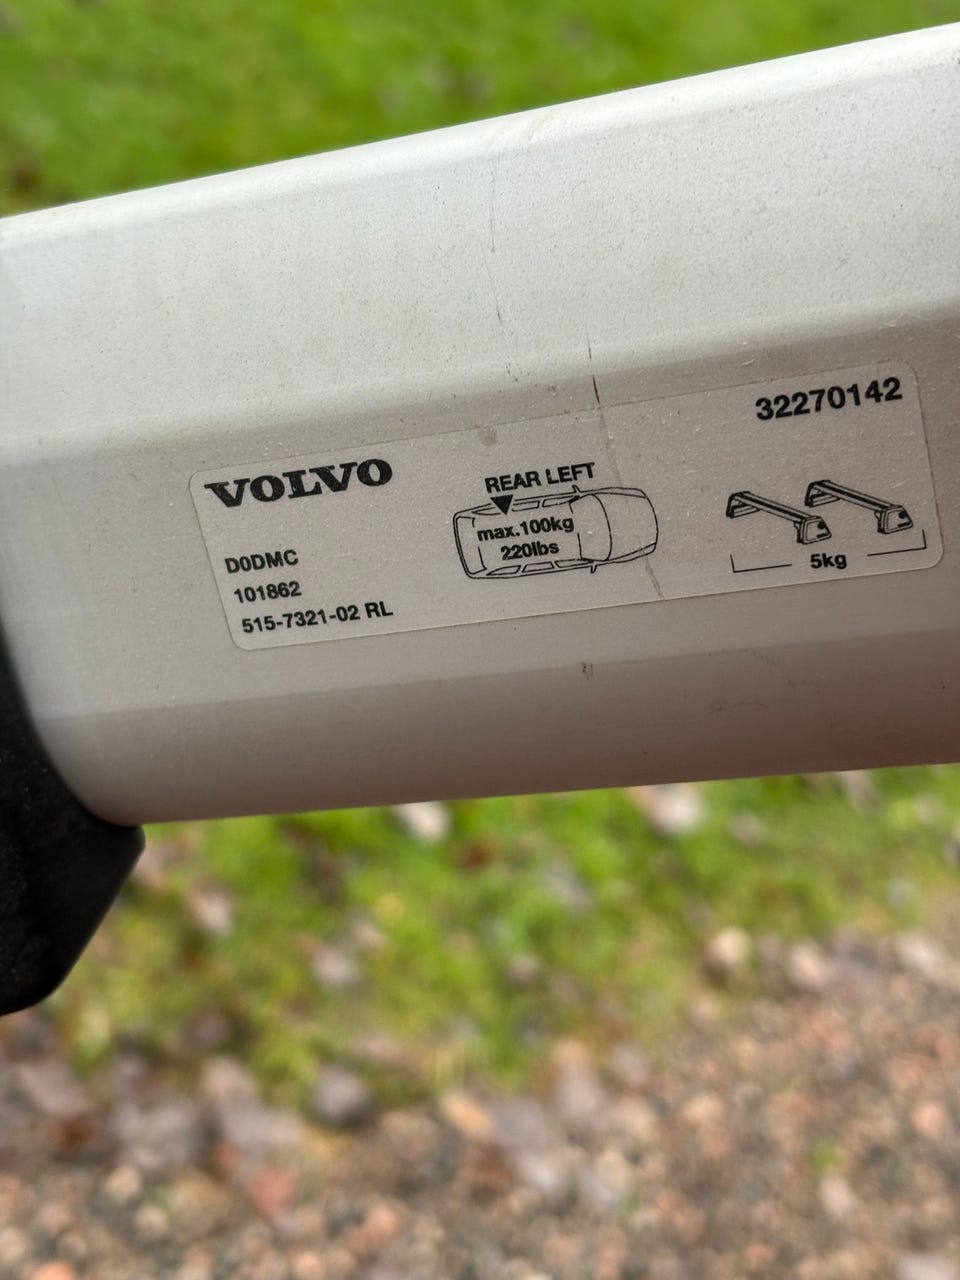 32270142
VOLVO
REAR LEFT
max.100kg
220lbs
5kg
D0DMC
101862
515-7321-02 RL